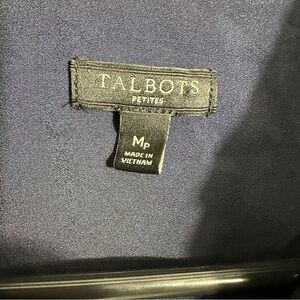 TALBOTS
PETITES
MP
MADE IN
VIETNAM